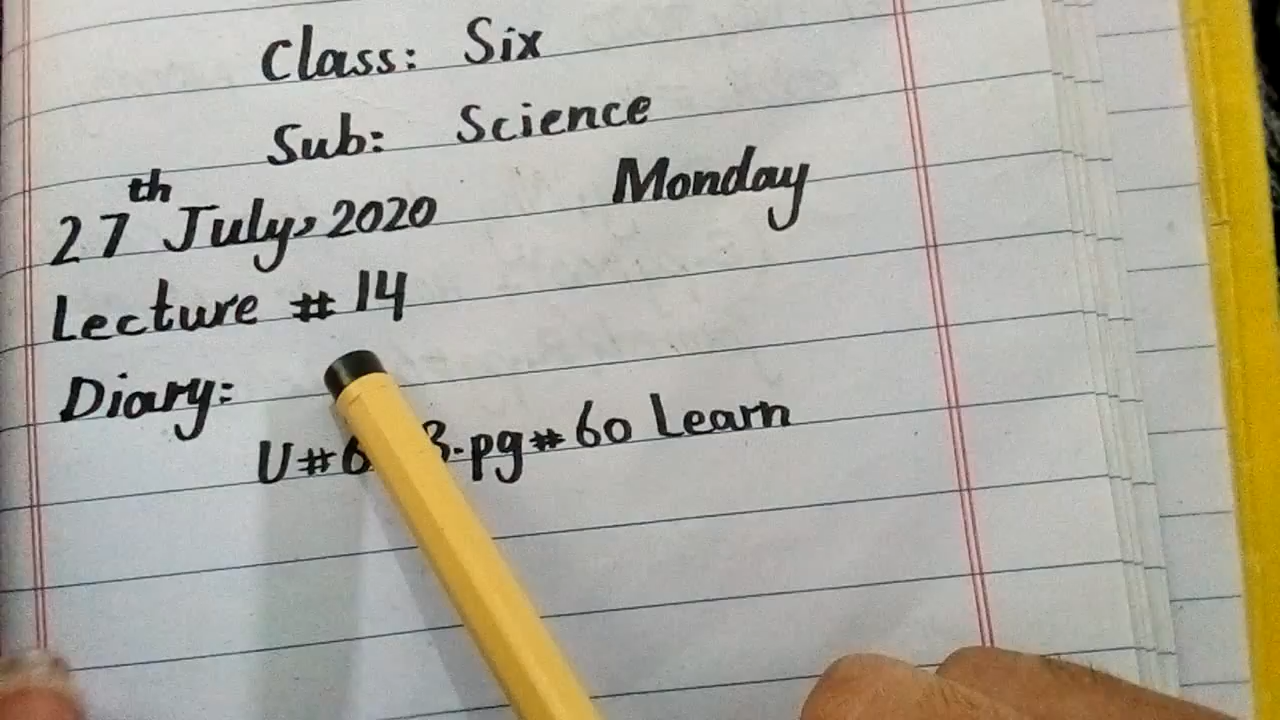 Class: Six
Sub: Science
27th July, 2020 Monday
Lecture # 14
Diary:
U#6 pg#60 Learn